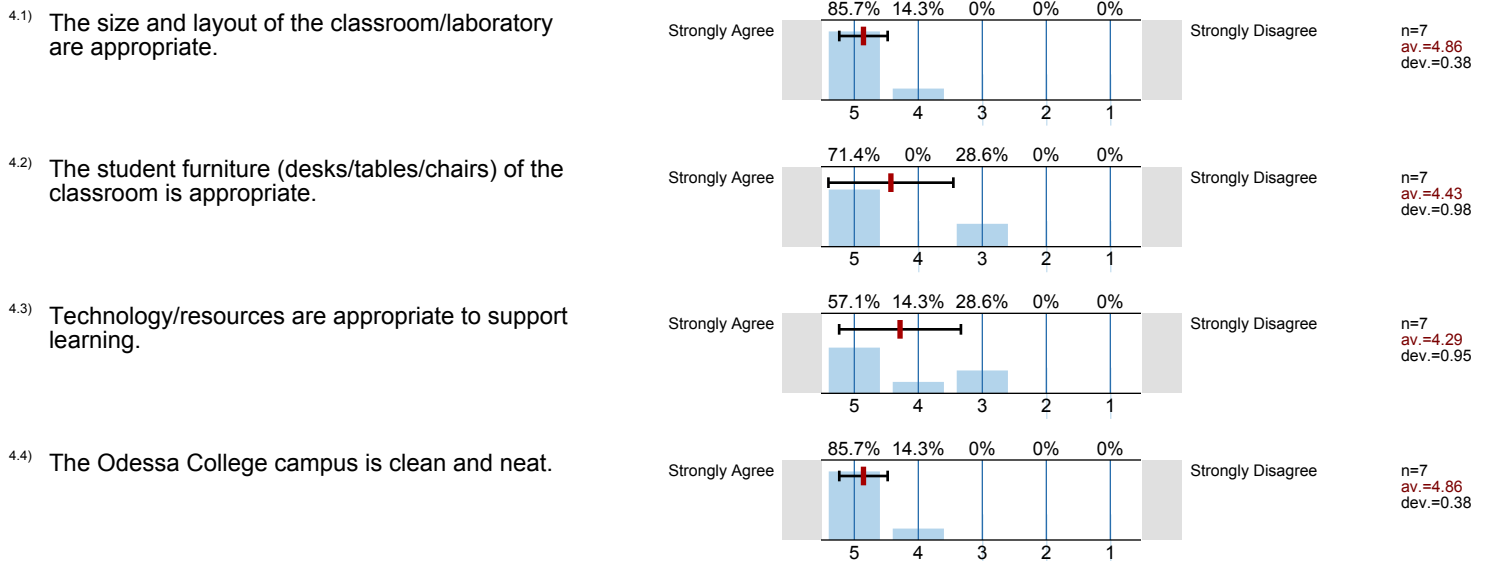 4.1) The size and layout of the classroom/laboratory
are appropriate.
85.7% 14.3% 0% 0% 0%
Strongly Agree
Strongly Disagree
n=7
av.=4.86
dev.=0.38
5 4 3 2 1
4.2) The student furniture (desks/tables/chairs) of the
classroom is appropriate.
71.4% 0% 28.6% 0% 0%
Strongly Agree
Strongly Disagree
n=7
av.=4.43
dev.=0.98
5 4 3 2 1
4.3) Technology/resources are appropriate to support
learning.
57.1% 14.3% 28.6% 0% 0%
Strongly Agree
Strongly Disagree
n=7
av.=4.29
dev.=0.95
5 4 3 2 1
4.4) The Odessa College campus is clean and neat.
85.7% 14.3% 0% 0% 0%
Strongly Agree
Strongly Disagree
n=7
av.=4.86
dev.=0.38
5 4 3 2 1